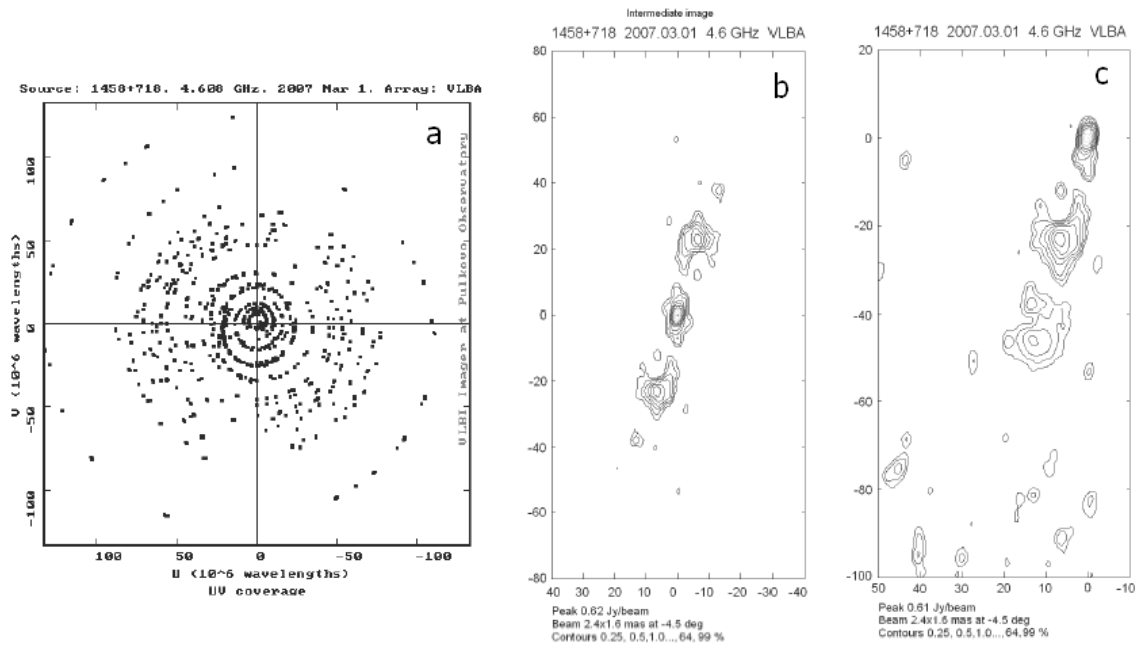 Source: 1458+718, 4.608 GHz, 2007 Mar 1, Array: VLBA
a
VLBI Imager at Pulkovo Observatpry
V (10^6 wavelengths)
100
50
0
-50
-100
100
50
0
-50
-100
U (10^6 wavelengths)
UV coverage
Intermediate image
1458+718 2007.03.01 4.6 GHz VLBA
b
80
60
40
20
0
-20
-40
-60
-80
40
30
20
10
0
-10
-20
-30
-40
Peak 0.62 Jy/beam
Beam 2.4x1.6 mas at -4.5 deg
Contours 0.25, 0.5,1.0...,64,99 %
1458+718 2007.03.01 4.6 GHz VLBA
c
20
0
-20
-40
-60
-80
-100
50
40
30
20
10
0
-10
Peak 0.61 Jy/beam
Beam 2.4x1.6 mas at -4.5 deg
Contours 0.25, 0.5,1.0..., 64,99 %